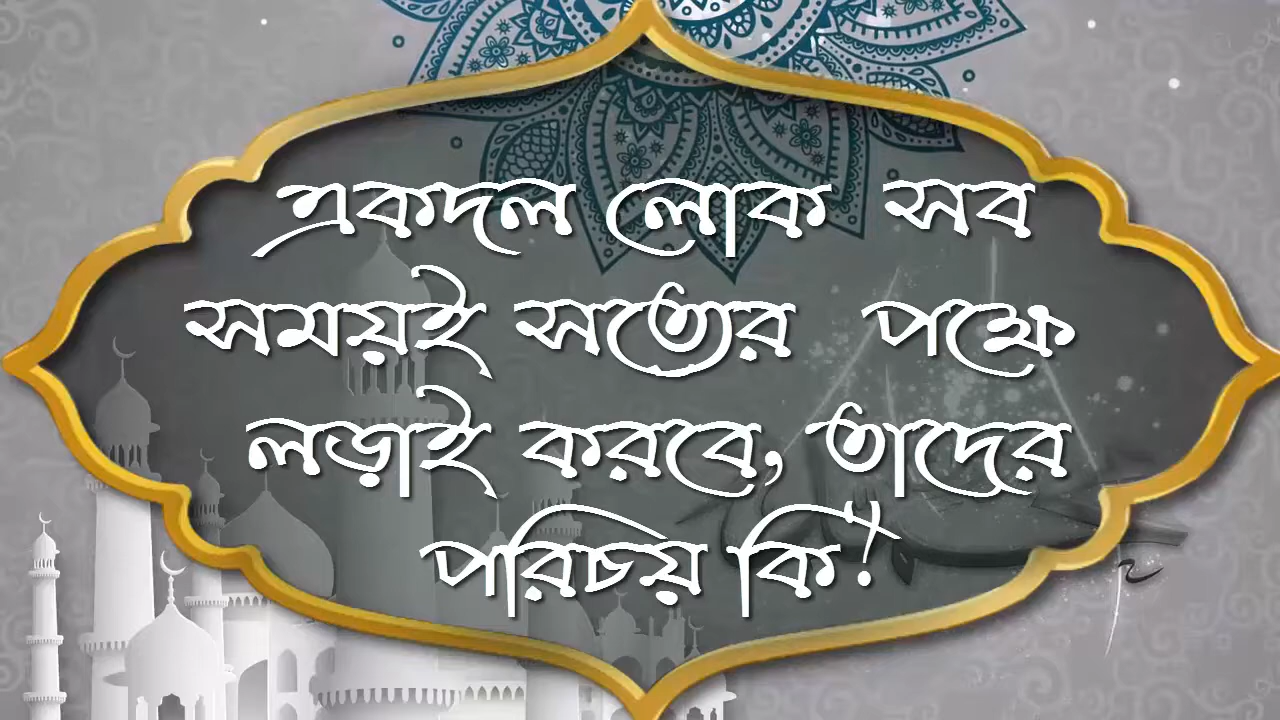 একদল লোক সব
সময়ই সত্যের পক্ষে
লড়াই করবে, তাদের
পরিচয় কি!